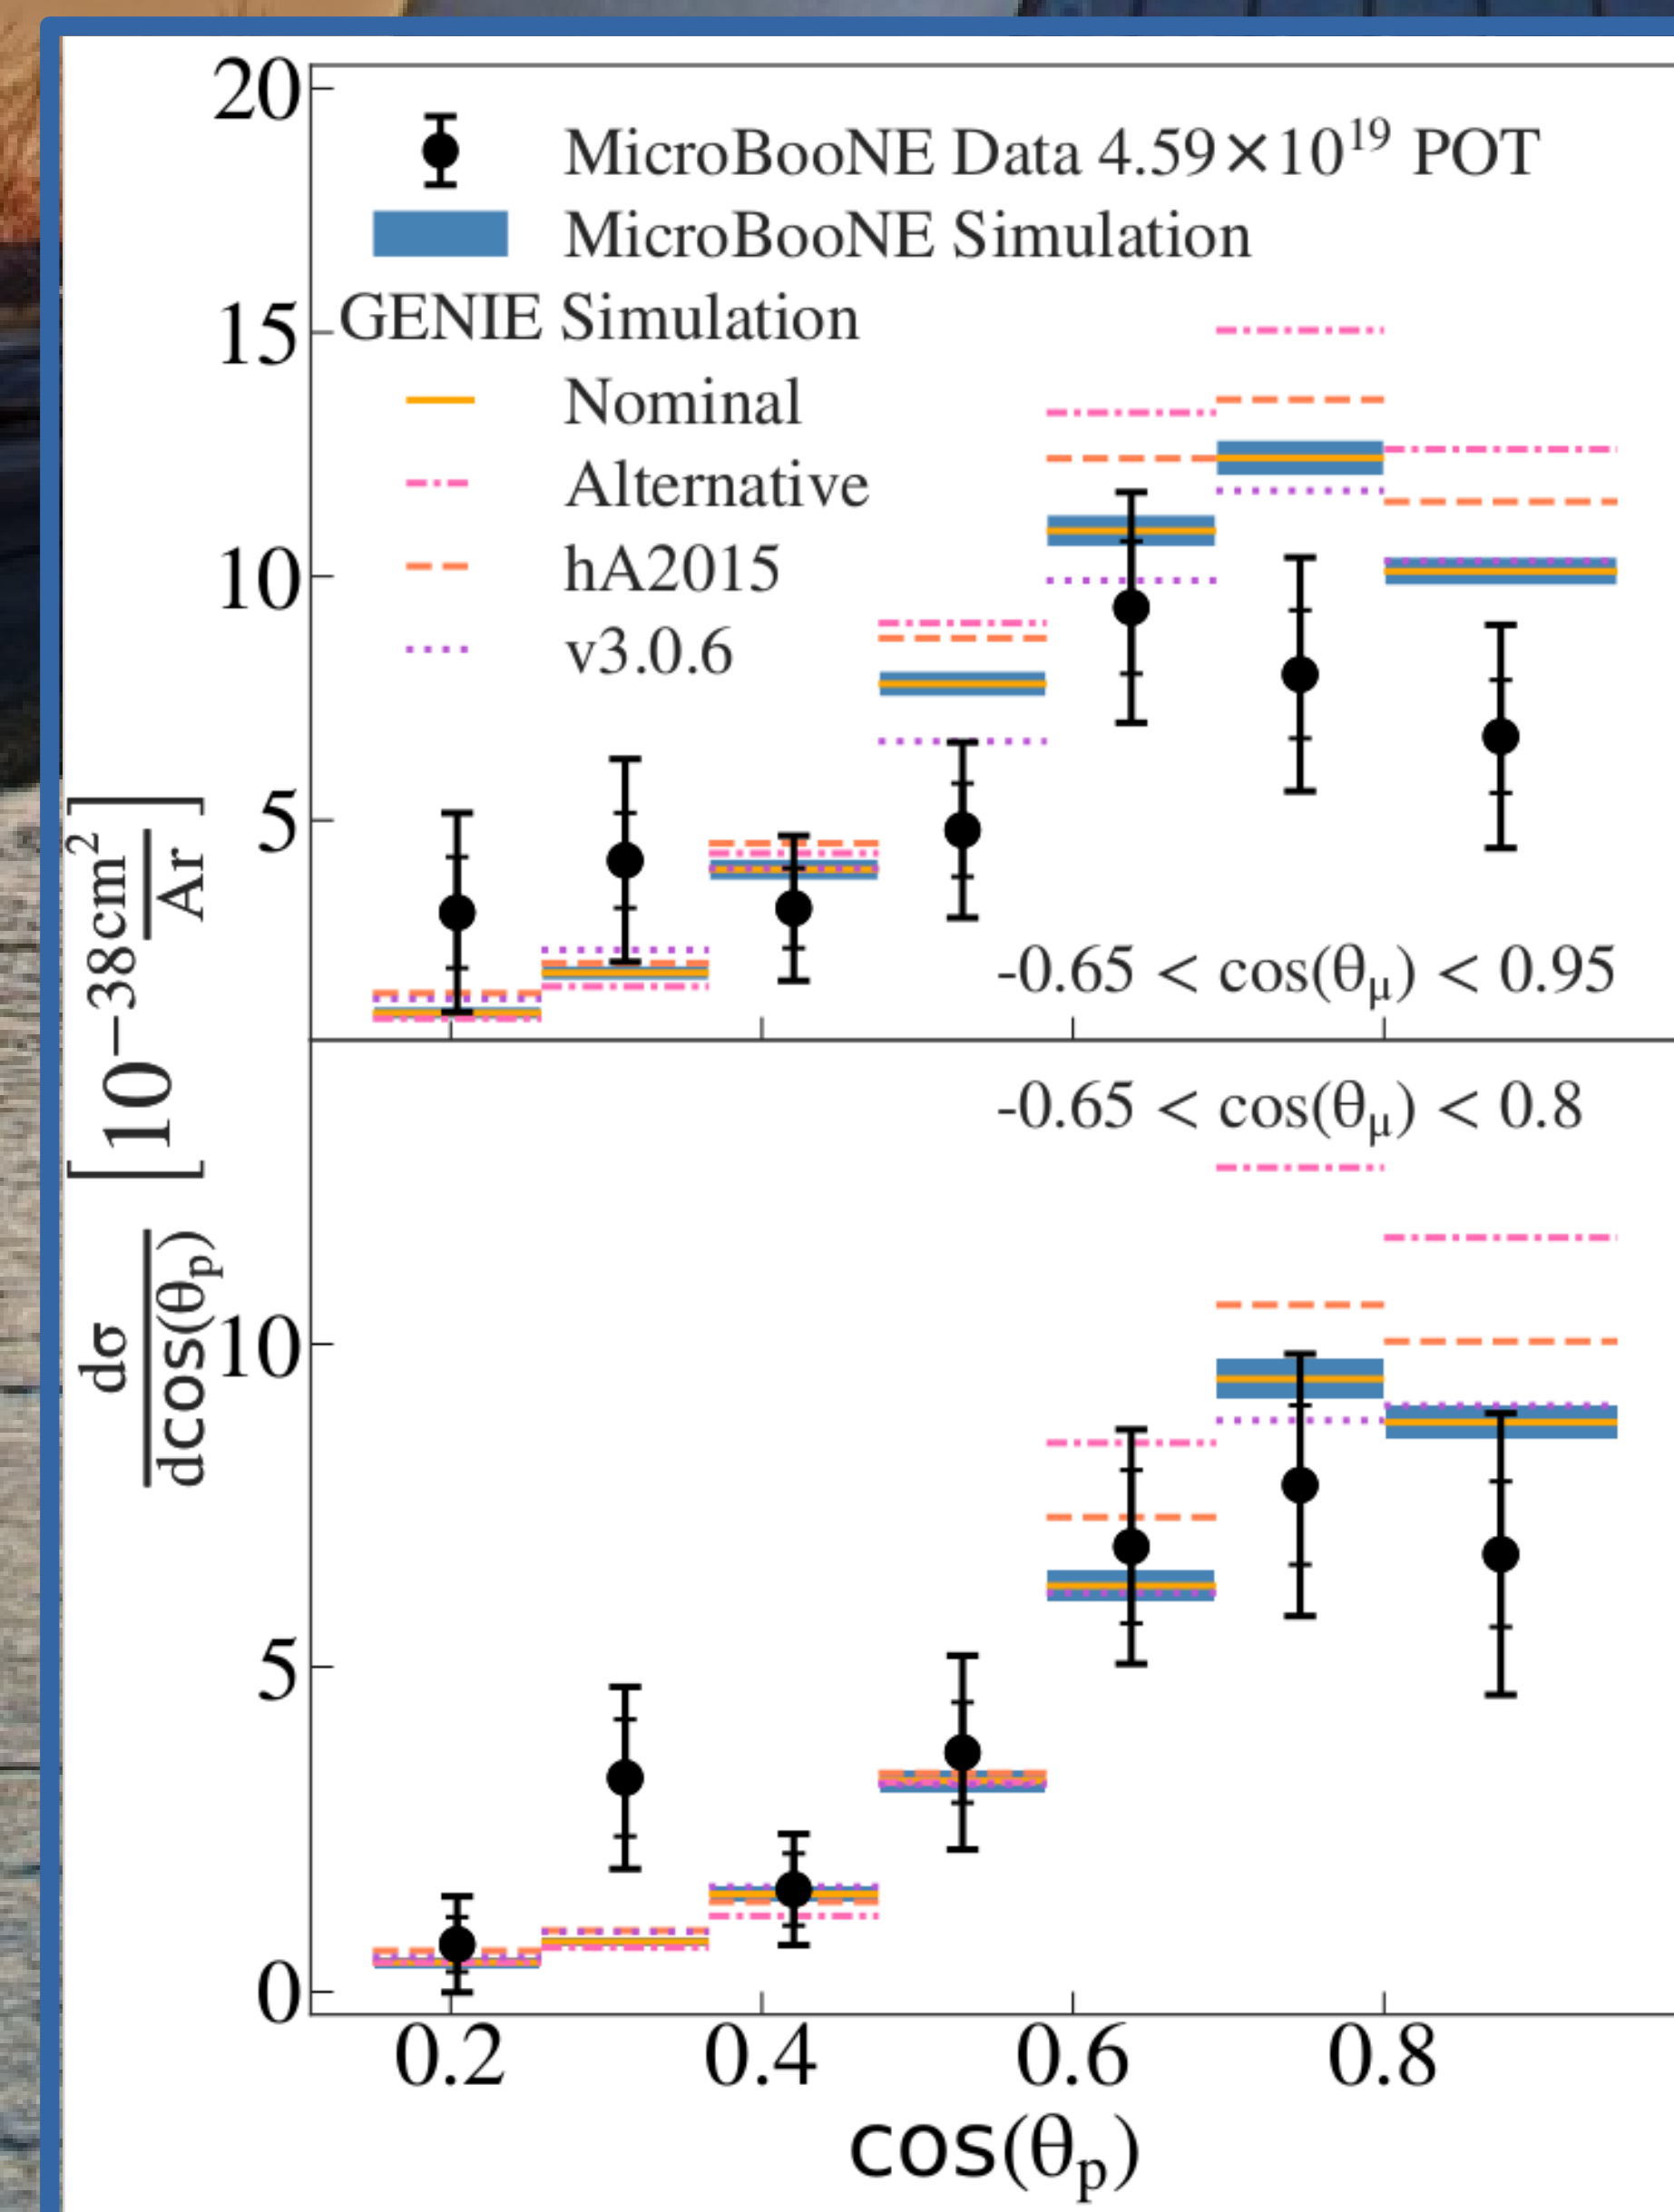 20
MicroBooNE Data 4.59×10¹⁹ POT
MicroBooNE Simulation
15
GENIE Simulation
Nominal
Alternative
10
hA2015
v3.0.6
5
-0.65 < cos(θμ) < 0.95
-0.65 < cos(θμ) < 0.8
dσ/dcos(θp) [10⁻³⁸cm²/Ar]
10
5
0
0.2 0.4 0.6 0.8
cos(θp)